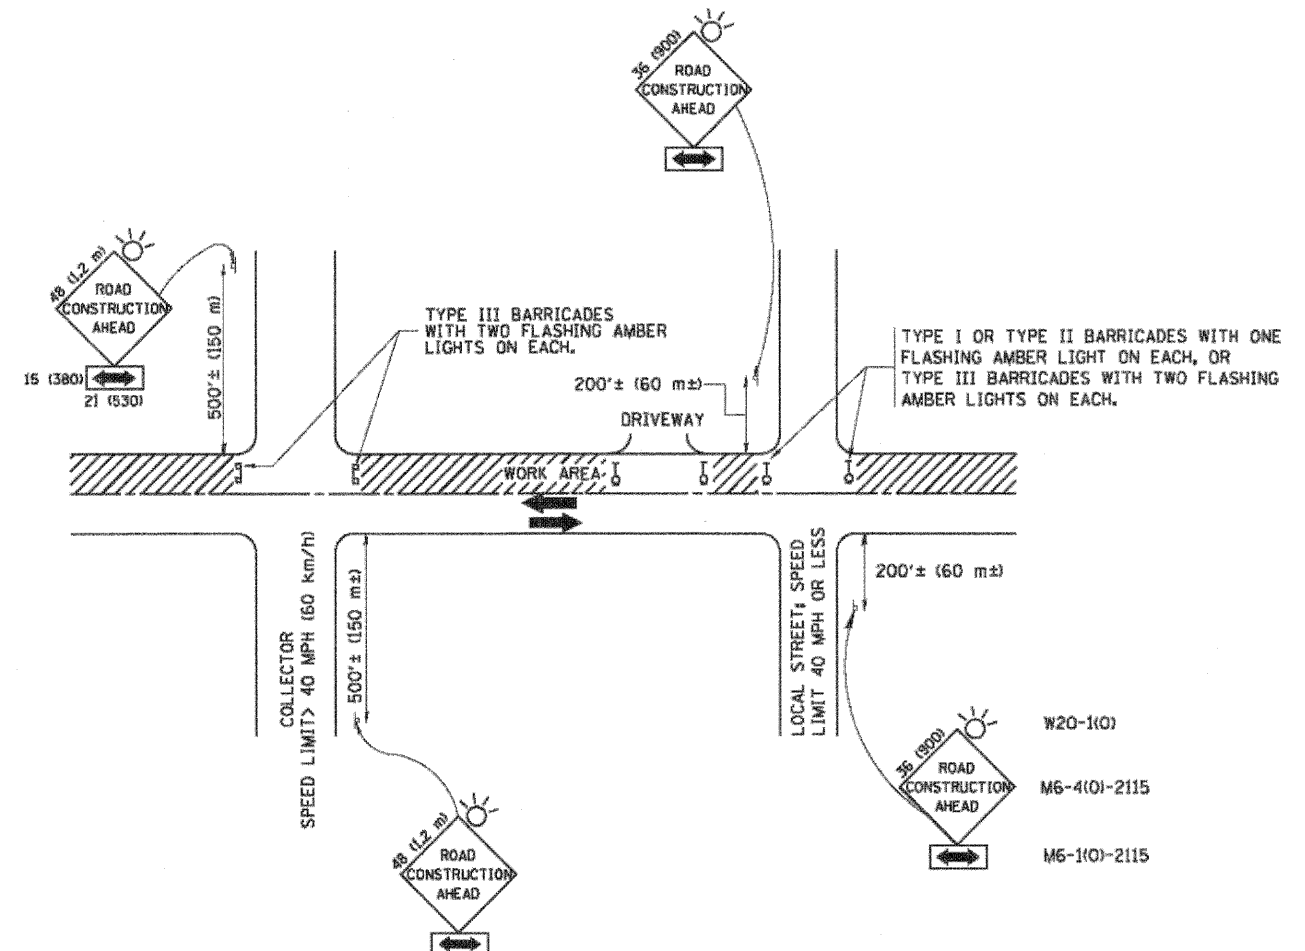 36 (900)
ROAD
CONSTRUCTION
AHEAD
48 (1.2 m)
ROAD
CONSTRUCTION
AHEAD
15 (380)
21 (530)
500'± (150 m)
TYPE III BARRICADES
WITH TWO FLASHING AMBER
LIGHTS ON EACH.
200'± (60 m±)
DRIVEWAY
TYPE I OR TYPE II BARRICADES WITH ONE
FLASHING AMBER LIGHT ON EACH, OR
TYPE III BARRICADES WITH TWO FLASHING
AMBER LIGHTS ON EACH.
WORK AREA
COLLECTOR
SPEED LIMIT> 40 MPH (60 km/h)
500'± (150 m±)
LOCAL STREET: SPEED
LIMIT 40 MPH OR LESS
200'± (60 m±)
48 (1.2 m)
ROAD
CONSTRUCTION
AHEAD
36 (900)
ROAD
CONSTRUCTION
AHEAD
W20-1(O)
M6-4(O)-2115
M6-1(O)-2115